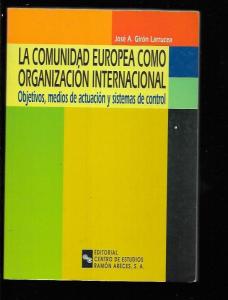 José A. Girón Larrucea
LA COMUNIDAD EUROPEA COMO
ORGANIZACIÓN INTERNACIONAL
Objetivos, medios de actuación y sistemas de control
EDITORIAL
CENTRO DE ESTUDIOS
RAMÓN ARECES, S. A.